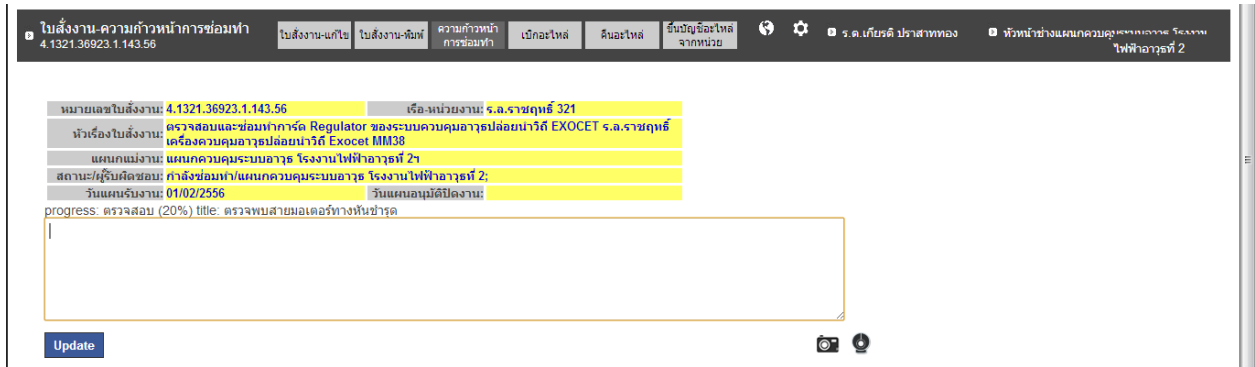 ใบสั่งงาน-ความก้าวหน้าการซ่อมทำ
4.1321.36923.1.143.56
ใบสั่งงาน-แก้ไข
ใบสั่งงาน-พิมพ์
ความก้าวหน้า
การซ่อมทำ
เบิกอะไหล่
คืนอะไหล่
ขึ้นบัญชีอะไหล่
จากหน่วย
ร.ต.เกียรติ ปราสาททอง
หัวหน้าช่างแผนกควบคุมระบบอาวุธ โรงงาน
ไฟฟ้าอาวุธที่ 2
หมายเลขใบสั่งงาน: 4.1321.36923.1.143.56 เรือ-หน่วยงาน: ร.ล.ราชฤทธิ์ 321
หัวเรื่องใบสั่งงาน: ตรวจสอบและซ่อมทำการ์ด Regulator ของระบบควบคุมอาวุธปล่อยนำวิถี EXOCET ร.ล.ราชฤทธิ์
เครื่องควบคุมอาวุธปล่อยนำวิถี Exocet MM38
แผนกแม่งาน: แผนกควบคุมระบบอาวุธ โรงงานไฟฟ้าอาวุธที่ 2ฯ
สถานะ/ผู้รับผิดชอบ: กำลังซ่อมทำ/แผนกควบคุมระบบอาวุธ โรงงานไฟฟ้าอาวุธที่ 2;
วันแผนรับงาน: 01/02/2556 วันแผนอนุมัติปิดงาน:
progress: ตรวจสอบ (20%) title: ตรวจพบสายมอเตอร์ทางหันชำรุด
Update